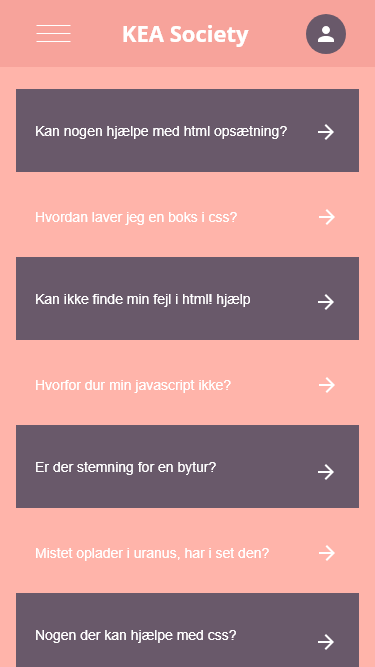 KEA Society
Kan nogen hjælpe med html opsætning?
Hvordan laver jeg en boks i css?
Kan ikke finde min fejl i html! hjælp
Hvorfor dur min javascript ikke?
Er der stemning for en bytur?
Mistet oplader i uranus, har i set den?
Nogen der kan hjælpe med css?